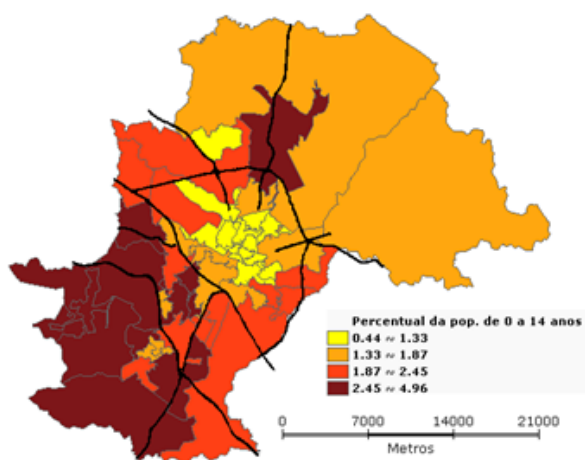 Percentual da pop. de 0 a 14 anos
0.44 ~ 1.33
1.33 ~ 1.87
1.87 ~ 2.45
2.45 ~ 4.96
0 7000 14000 21000
Metros